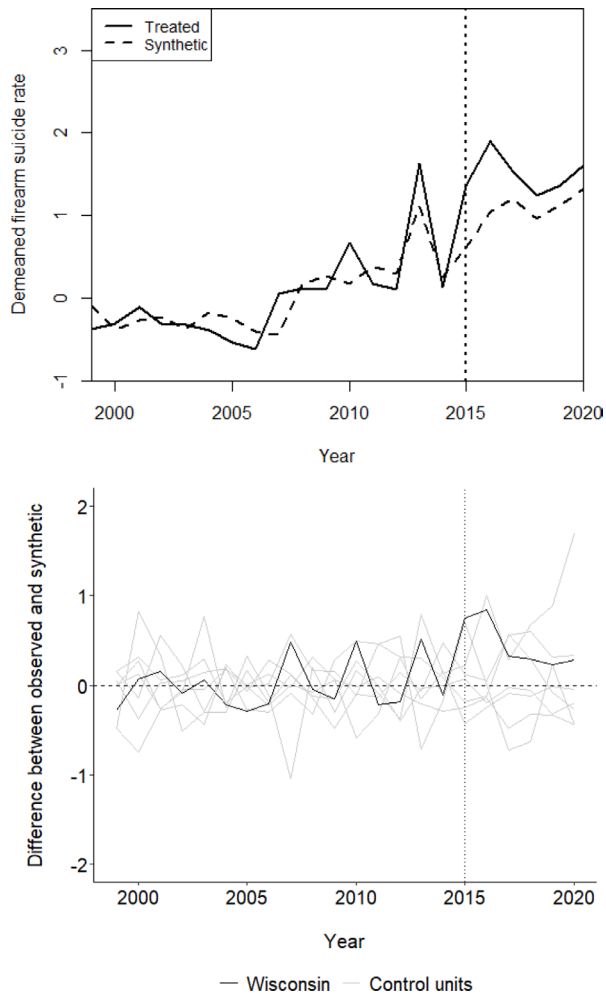 Treated
Synthetic
Demeaned firearm suicide rate
3
2
1
0
-1
2000 2005 2010 2015 2020
Year
Difference between observed and synthetic
2
1
0
-1
-2
2000 2005 2010 2015 2020
Year
Wisconsin Control units